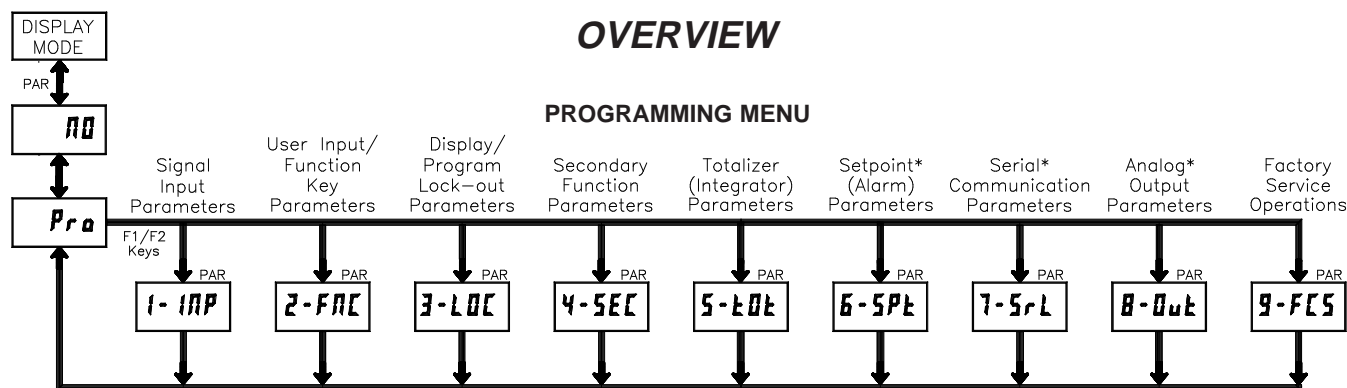 OVERVIEW
DISPLAY
MODE
PAR
NO
Pro
F1/F2
Keys
PROGRAMMING MENU
Signal
Input
Parameters
User Input/
Function
Key
Parameters
Display/
Program
Lock-out
Parameters
Secondary
Function
Parameters
Totalizer
(Integrator)
Parameters
Setpoint*
(Alarm)
Parameters
Serial*
Communication
Parameters
Analog*
Output
Parameters
Factory
Service
Operations
PAR PAR PAR PAR PAR PAR PAR PAR PAR
1-INP 2-FNC 3-LOC 4-SEC 5-tOt 6-SPt 7-SrL 8-Out 9-FCS